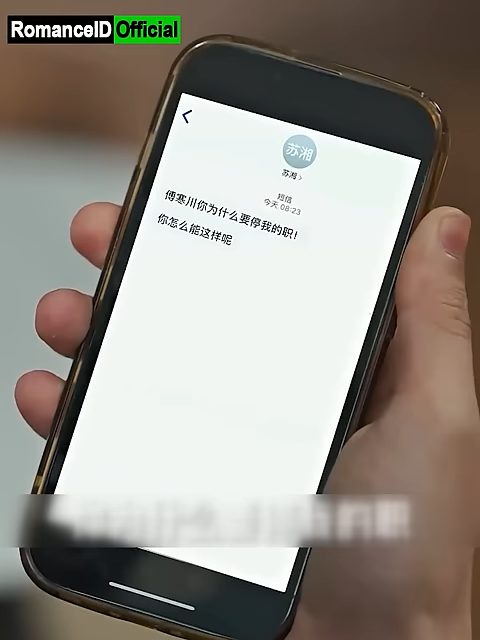 RomanceID Official
苏湘
苏湘 ›
短信
今天 08:23
傅寒川你为什么要停我的职!
你怎么能这样呢